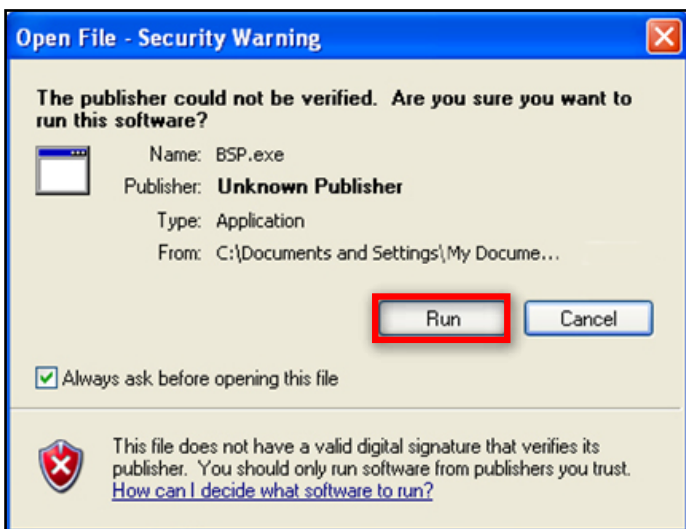 Open File - Security Warning
The publisher could not be verified.  Are you sure you want to
run this software?
Name: BSP.exe
Publisher: Unknown Publisher
Type: Application
From: C:\Documents and Settings\My Docume...
Run
Cancel
Always ask before opening this file
This file does not have a valid digital signature that verifies its
publisher.  You should only run software from publishers you trust.
How can I decide what software to run?